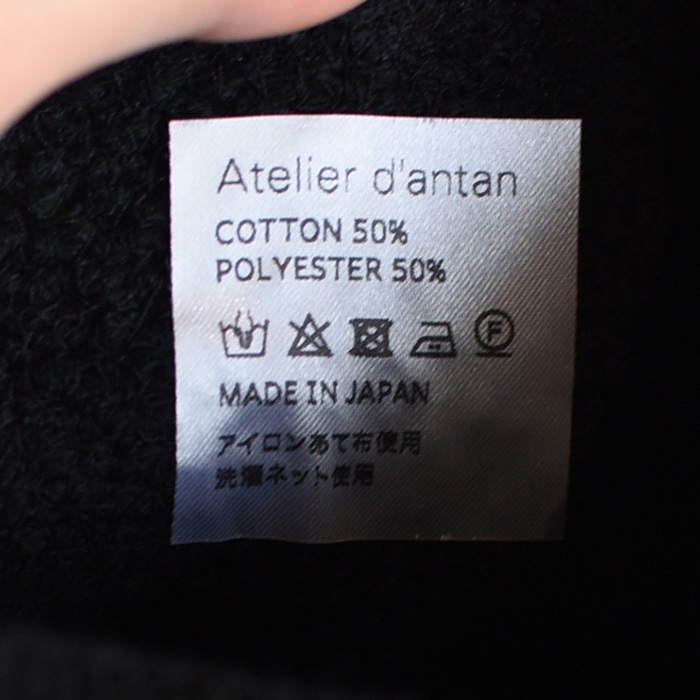 Atelier d'antan
COTTON 50%
POLYESTER 50%
F
MADE IN JAPAN
アイロンあて布使用
洗濯ネット使用